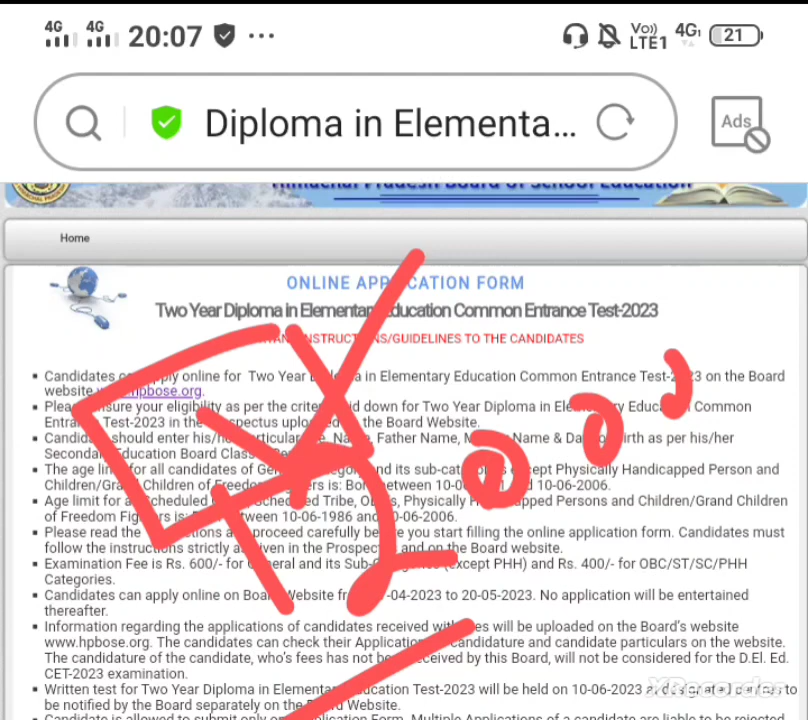 4G 4G 20:07 ... Vo)) LTE1 4G 21
Diploma in Elementa... Ads
Himachal Pradesh Board of School Education
Home
ONLINE APPLICATION FORM
Two Year Diploma in Elementary Education Common Entrance Test-2023
INSTRUCTIONS/GUIDELINES TO THE CANDIDATES
Candidates can apply online for Two Year Diploma in Elementary Education Common Entrance Test-2023 on the Board
website www.hpbose.org.
Please ensure your eligibility as per the criteria laid down for Two Year Diploma in Elementary Education Common
Entrance Test-2023 in the Prospectus uploaded on the Board Website.
Candidates should enter his/her particulars Name, Father Name, Mother Name & Date of Birth as per his/her
Secondary Education Board Class
The age limit for all candidates of General Category and its sub-categories except Physically Handicapped Person and
Children/Grand Children of Freedom Fighters is: Born between and 10-06-2006.
Age limit for all Scheduled Scheduled Tribe, Physically Handicapped Persons and Children/Grand Children
of Freedom Fighters is: Between 10-06-1986 and 10-06-2006.
Please read the instructions and proceed carefully before you start filling the online application form. Candidates must
follow the instructions strictly as given in the Prospectus and on the Board website.
Examination Fee is Rs. 600/- for General and its Sub-Categories (except PHH) and Rs. 400/- for OBC/ST/SC/PHH
Categories.
Candidates can apply online on Board Website from -04-2023 to 20-05-2023. No application will be entertained
thereafter.
Information regarding the applications of candidates received with fees will be uploaded on the Board's website
www.hpbose.org. The candidates can check their Application candidature and candidate particulars on the website.
The candidature of the candidate, who's fees has not been received by this Board, will not be considered for the D.El. Ed.
CET-2023 examination.
Written test for Two Year Diploma in Elementary Education Test-2023 will be held on 10-06-2023 at designated centres to
be notified by the Board separately on the Board Website.
Candidate is allowed to submit only one Application Form. Multiple Applications of a candidate are liable to be rejected
XRecorder